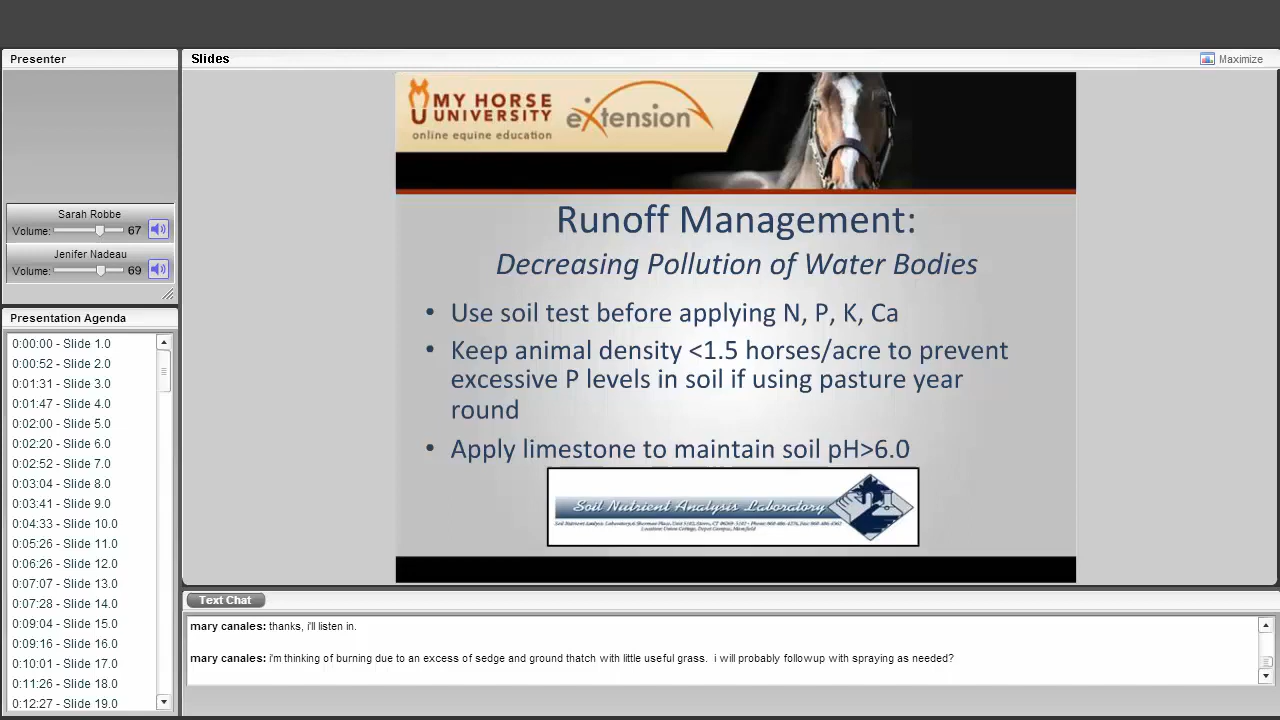 Presenter
Slides
Maximize
MY HORSE
UNIVERSITY
online equine education
eXtension
Sarah Robbe
Volume: 67
Jenifer Nadeau
Volume: 69
Presentation Agenda
0:00:00 - Slide 1.0
0:00:52 - Slide 2.0
0:01:31 - Slide 3.0
0:01:47 - Slide 4.0
0:02:00 - Slide 5.0
0:02:20 - Slide 6.0
0:02:52 - Slide 7.0
0:03:04 - Slide 8.0
0:03:41 - Slide 9.0
0:04:33 - Slide 10.0
0:05:36 - Slide 11.0
0:06:26 - Slide 12.0
0:07:07 - Slide 13.0
0:07:28 - Slide 14.0
0:09:04 - Slide 15.0
0:09:16 - Slide 16.0
0:10:01 - Slide 17.0
0:11:26 - Slide 18.0
0:12:27 - Slide 19.0
Runoff Management:
Decreasing Pollution of Water Bodies
• Use soil test before applying N, P, K, Ca
• Keep animal density <1.5 horses/acre to prevent
excessive P levels in soil if using pasture year
round
• Apply limestone to maintain soil pH>6.0
Soil Nutrient Analysis Laboratory
Text Chat
mary canales: thanks, i'll listen in.
mary canales: i'm thinking of burning due to an excess of sedge and ground thatch with little useful grass. i will probably followup with spraying as needed?